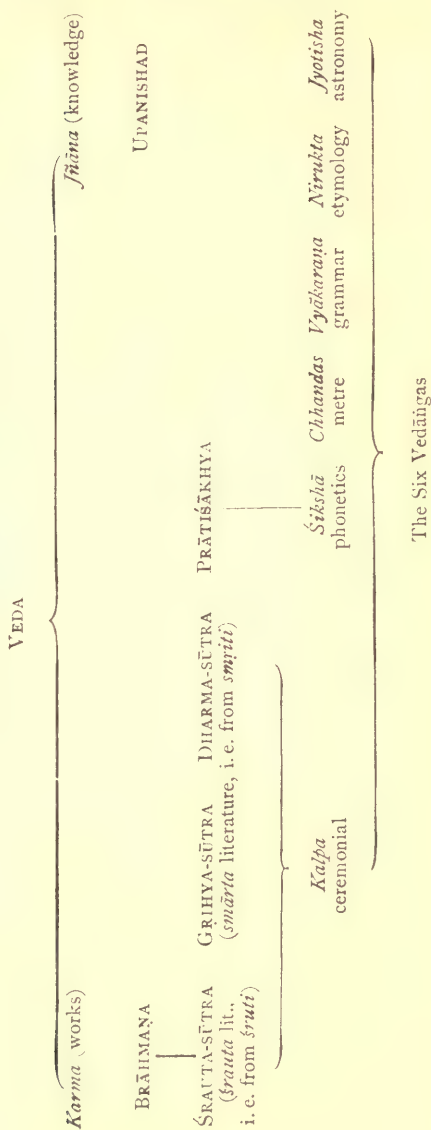 VEDA
Karma (works) Jñāna (knowledge)
BRĀHMAṆA UPANISHAD
ŚRAUTA-SŪTRA GṚIHYA-SŪTRA DHARMA-SŪTRA PRĀTIŚĀKHYA
(śrauta lit., (smārta literature, i. e. from smṛiti)
i. e. from śruti)
Kalpa Śikshā Chhandas Vyākaraṇa Nirukta Jyotisha
ceremonial phonetics metre grammar etymology astronomy
The Six Vedāṅgas